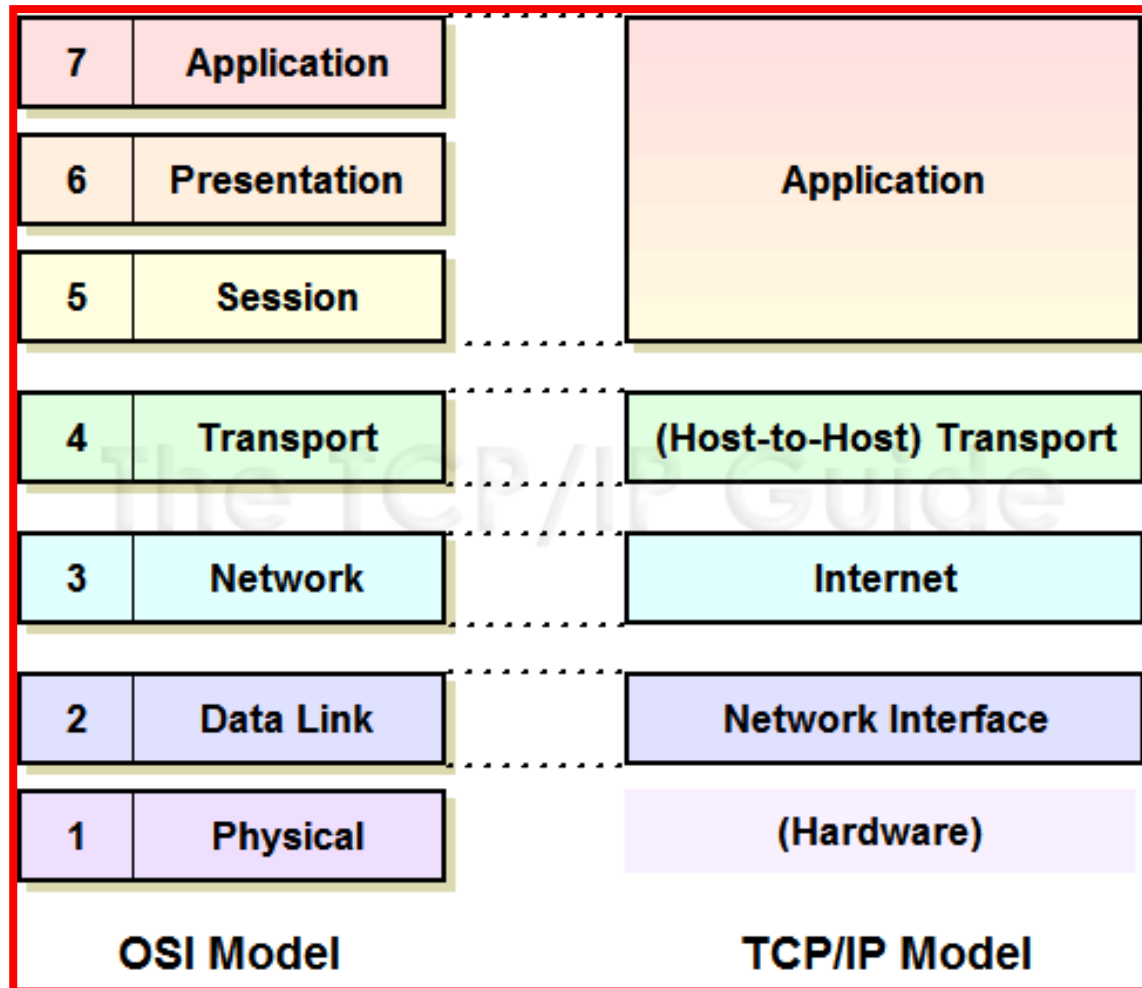 7 Application
6 Presentation
5 Session
4 Transport
3 Network
2 Data Link
1 Physical
OSI Model
Application
(Host-to-Host) Transport
Internet
Network Interface
(Hardware)
TCP/IP Model
The TCP/IP Guide